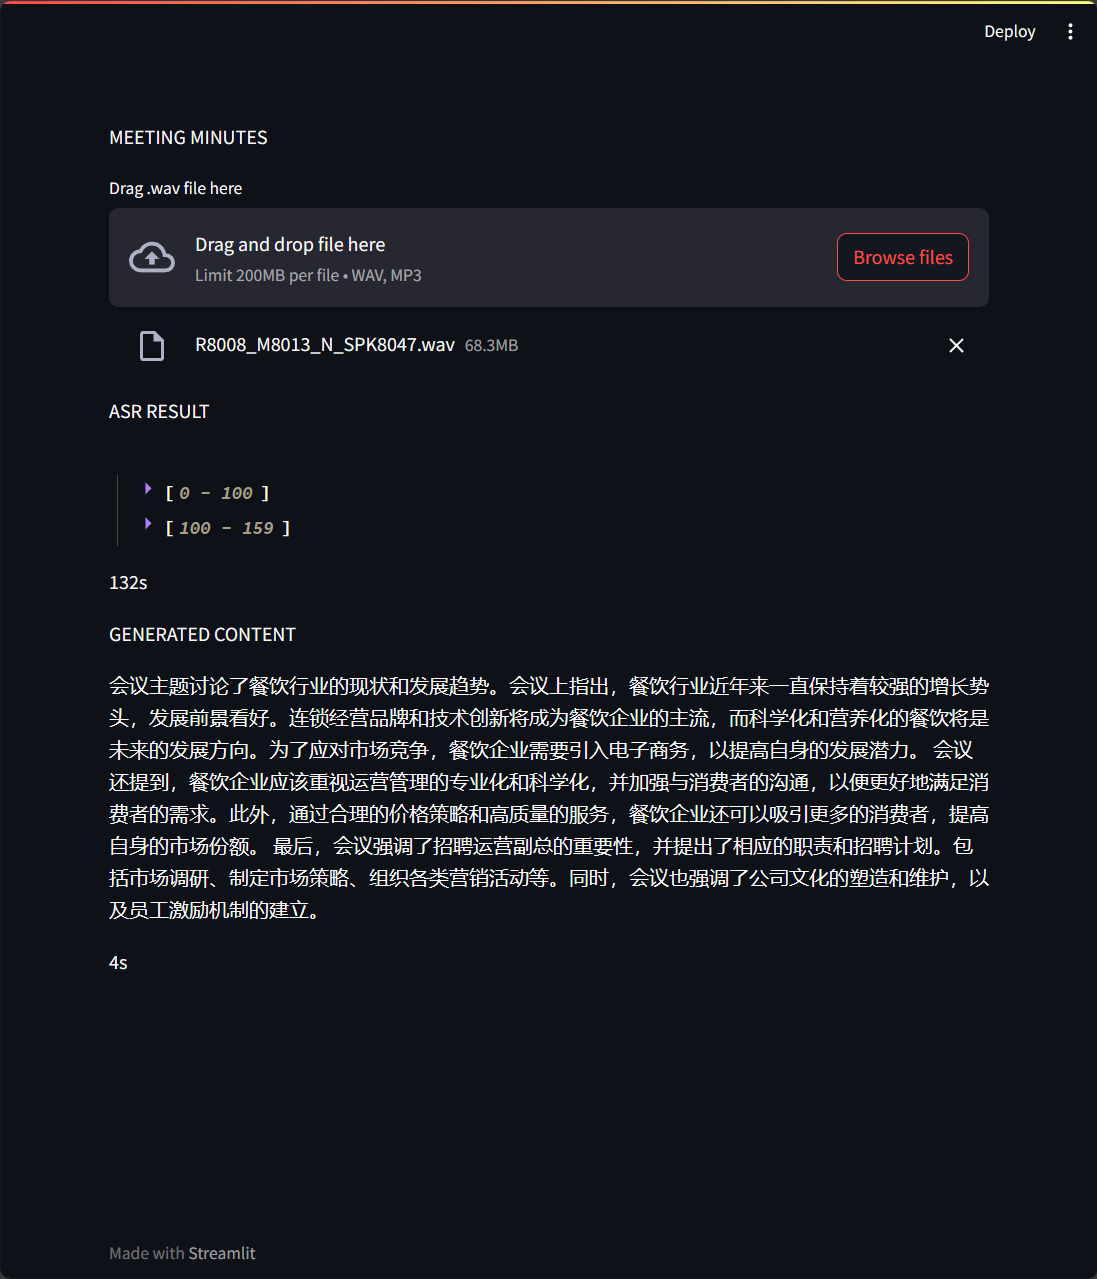 Deploy
MEETING MINUTES
Drag .wav file here
Drag and drop file here
Limit 200MB per file • WAV, MP3
Browse files
R8008_M8013_N_SPK8047.wav 68.3MB
ASR RESULT
[ 0 - 100 ]
[ 100 - 159 ]
132s
GENERATED CONTENT
会议主题讨论了餐饮行业的现状和发展趋势。会议上指出，餐饮行业近年来一直保持着较强的增长势
头，发展前景看好。连锁经营品牌和技术创新将成为餐饮企业的主流，而科学化和营养化的餐饮将是
未来的发展方向。为了应对市场竞争，餐饮企业需要引入电子商务，以提高自身的发展潜力。 会议
还提到，餐饮企业应该重视运营管理的专业化和科学化，并加强与消费者的沟通，以便更好地满足消
费者的需求。此外，通过合理的价格策略和高质量的服务，餐饮企业还可以吸引更多的消费者，提高
自身的市场份额。 最后，会议强调了招聘运营副总的重要性，并提出了相应的职责和招聘计划。包
括市场调研、制定市场策略、组织各类营销活动等。同时，会议也强调了公司文化的塑造和维护，以
及员工激励机制的建立。
4s
Made with Streamlit